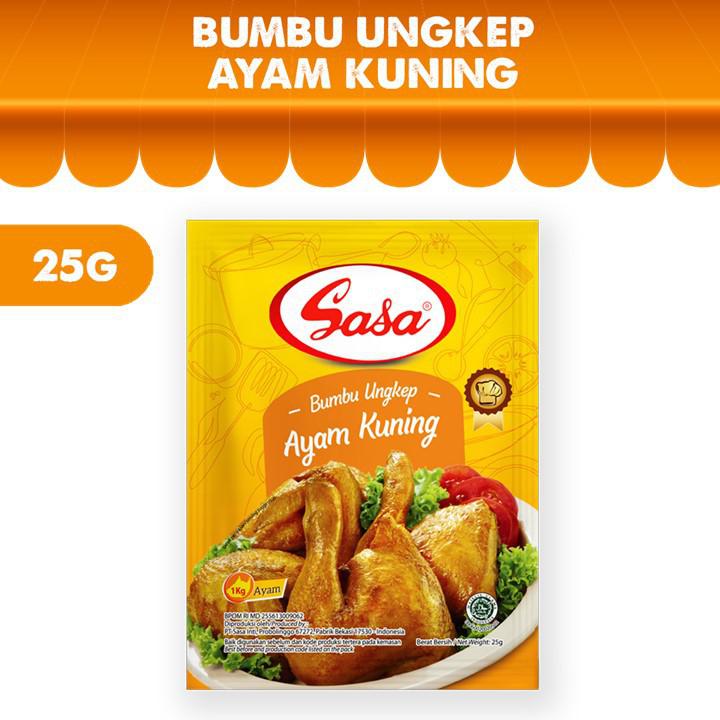 BUMBU UNGKEP
AYAM KUNING
25G
Sasa®
Bumbu Ungkep
Ayam Kuning
1Kg Ayam
BPOM RI MD 255613009062
Diproduksi oleh/Produced by
PT-Sasa Inti, Probolinggo 67272, Pabrik Bekasi 17530 - Indonesia
Baik digunakan sebelum dan kode produksi tertera pada kemasan
Best before and production code listed on the pack
Berat Bersih / Net Weight: 25g